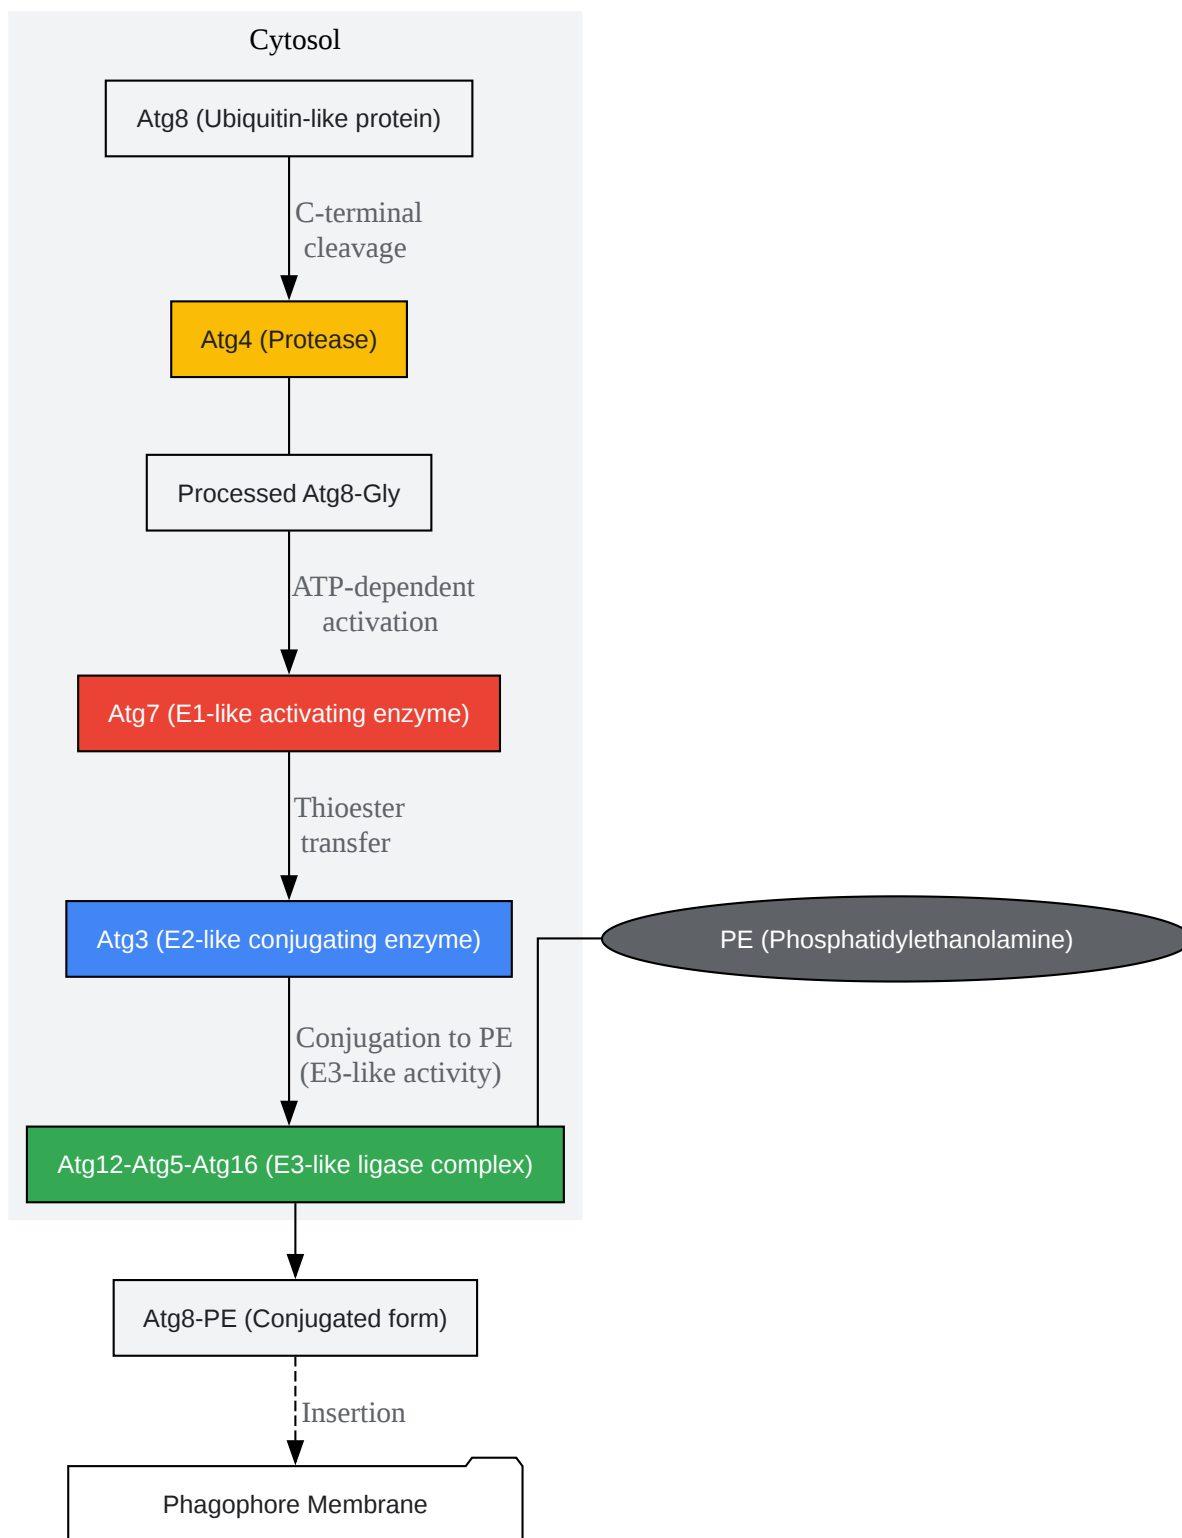 Cytosol
Atg8 (Ubiquitin-like protein)
C-terminal
cleavage
Atg4 (Protease)
Processed Atg8-Gly
ATP-dependent
activation
Atg7 (E1-like activating enzyme)
Thioester
transfer
Atg3 (E2-like conjugating enzyme)
PE (Phosphatidylethanolamine)
Conjugation to PE
(E3-like activity)
Atg12-Atg5-Atg16 (E3-like ligase complex)
Atg8-PE (Conjugated form)
Insertion
Phagophore Membrane